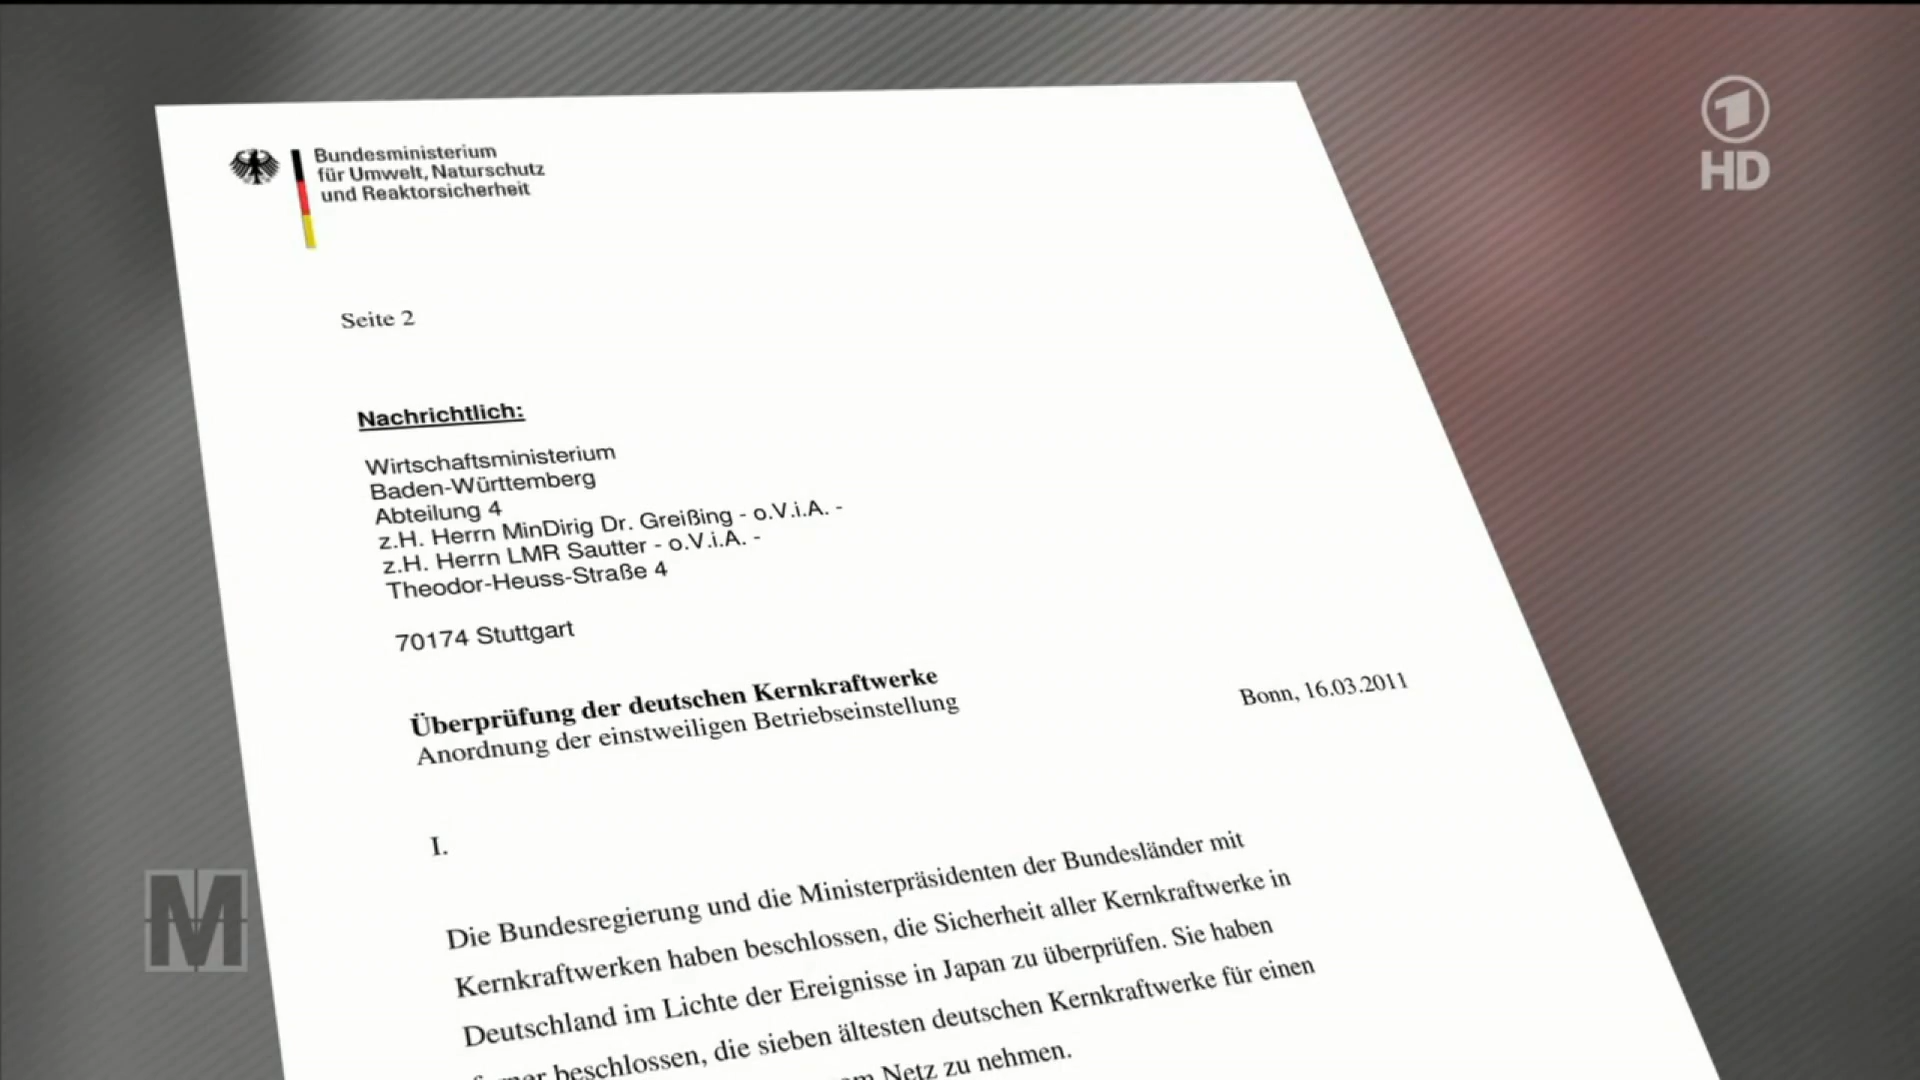 1
HD
Bundesministerium
für Umwelt, Naturschutz
und Reaktorsicherheit
Seite 2
Nachrichtlich:
Wirtschaftsministerium
Baden-Württemberg
Abteilung 4
z.H. Herrn MinDirig Dr. Greißing - o.V.i.A. -
z.H. Herrn LMR Sautter - o.V.i.A. -
Theodor-Heuss-Straße 4
70174 Stuttgart
Überprüfung der deutschen Kernkraftwerke
Anordnung der einstweiligen Betriebseinstellung
Bonn, 16.03.2011
I.
Die Bundesregierung und die Ministerpräsidenten der Bundesländer mit
Kernkraftwerken haben beschlossen, die Sicherheit aller Kernkraftwerke in
Deutschland im Lichte der Ereignisse in Japan zu überprüfen. Sie haben
beschlossen, die sieben ältesten deutschen Kernkraftwerke für einen
Netz zu nehmen.
M